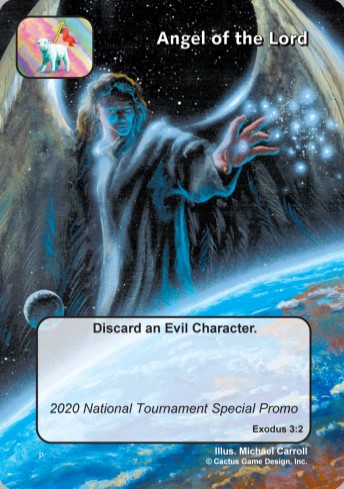 Angel of the Lord
Discard an Evil Character.
2020 National Tournament Special Promo
Exodus 3:2
P
Illus. Michael Carroll
© Cactus Game Design, Inc.